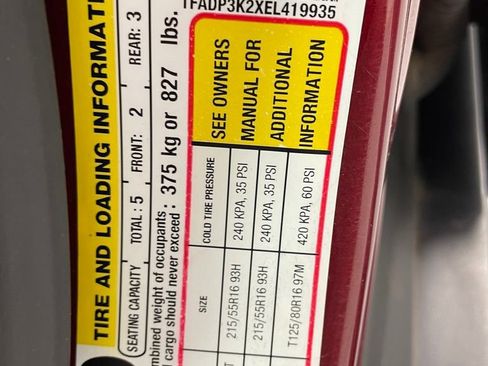 1FADP3K2XEL419935
TIRE AND LOADING INFORMATI
SEATING CAPACITY TOTAL : 5 FRONT: 2 REAR: 3
mbined weight of occupants
cargo should never exceed : 375 kg or 827 lbs.
SIZE COLD TIRE PRESSURE
215/55R16 93H 240 KPA, 35 PSI
215/55R16 93H 240 KPA, 35 PSI
T125/80R16 97M 420 KPA, 60 PSI
SEE OWNERS
MANUAL FOR
ADDITIONAL
INFORMATION